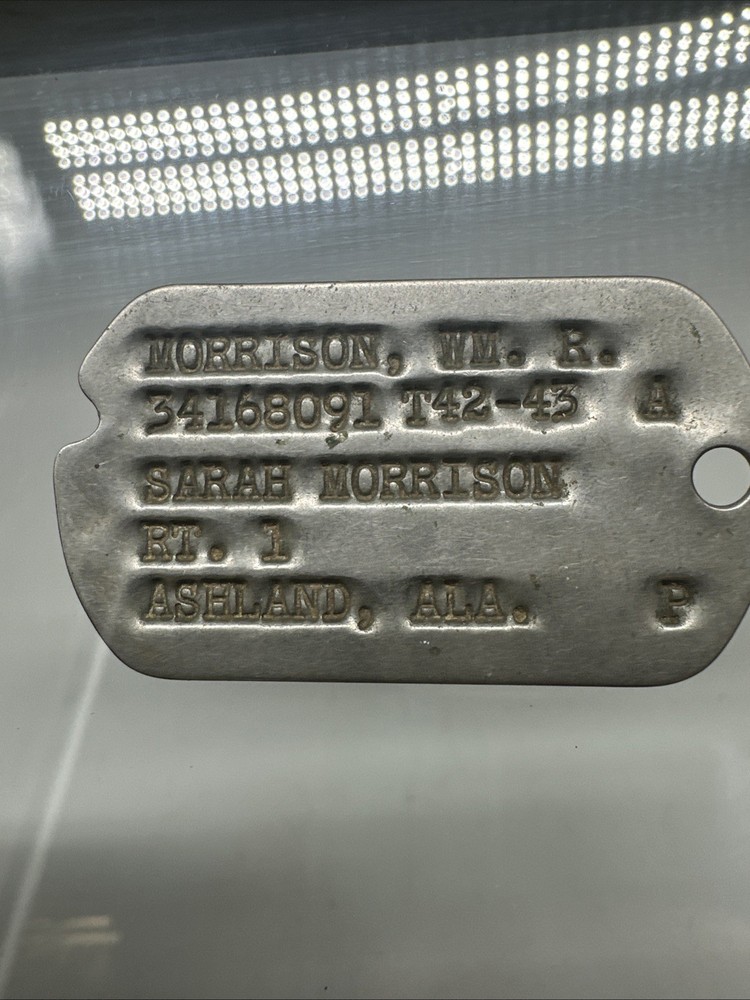 MORRISON, WM. R.
34168091 T42-43 A
SARAH MORRISON
RT. 1
ASHLAND, ALA. P